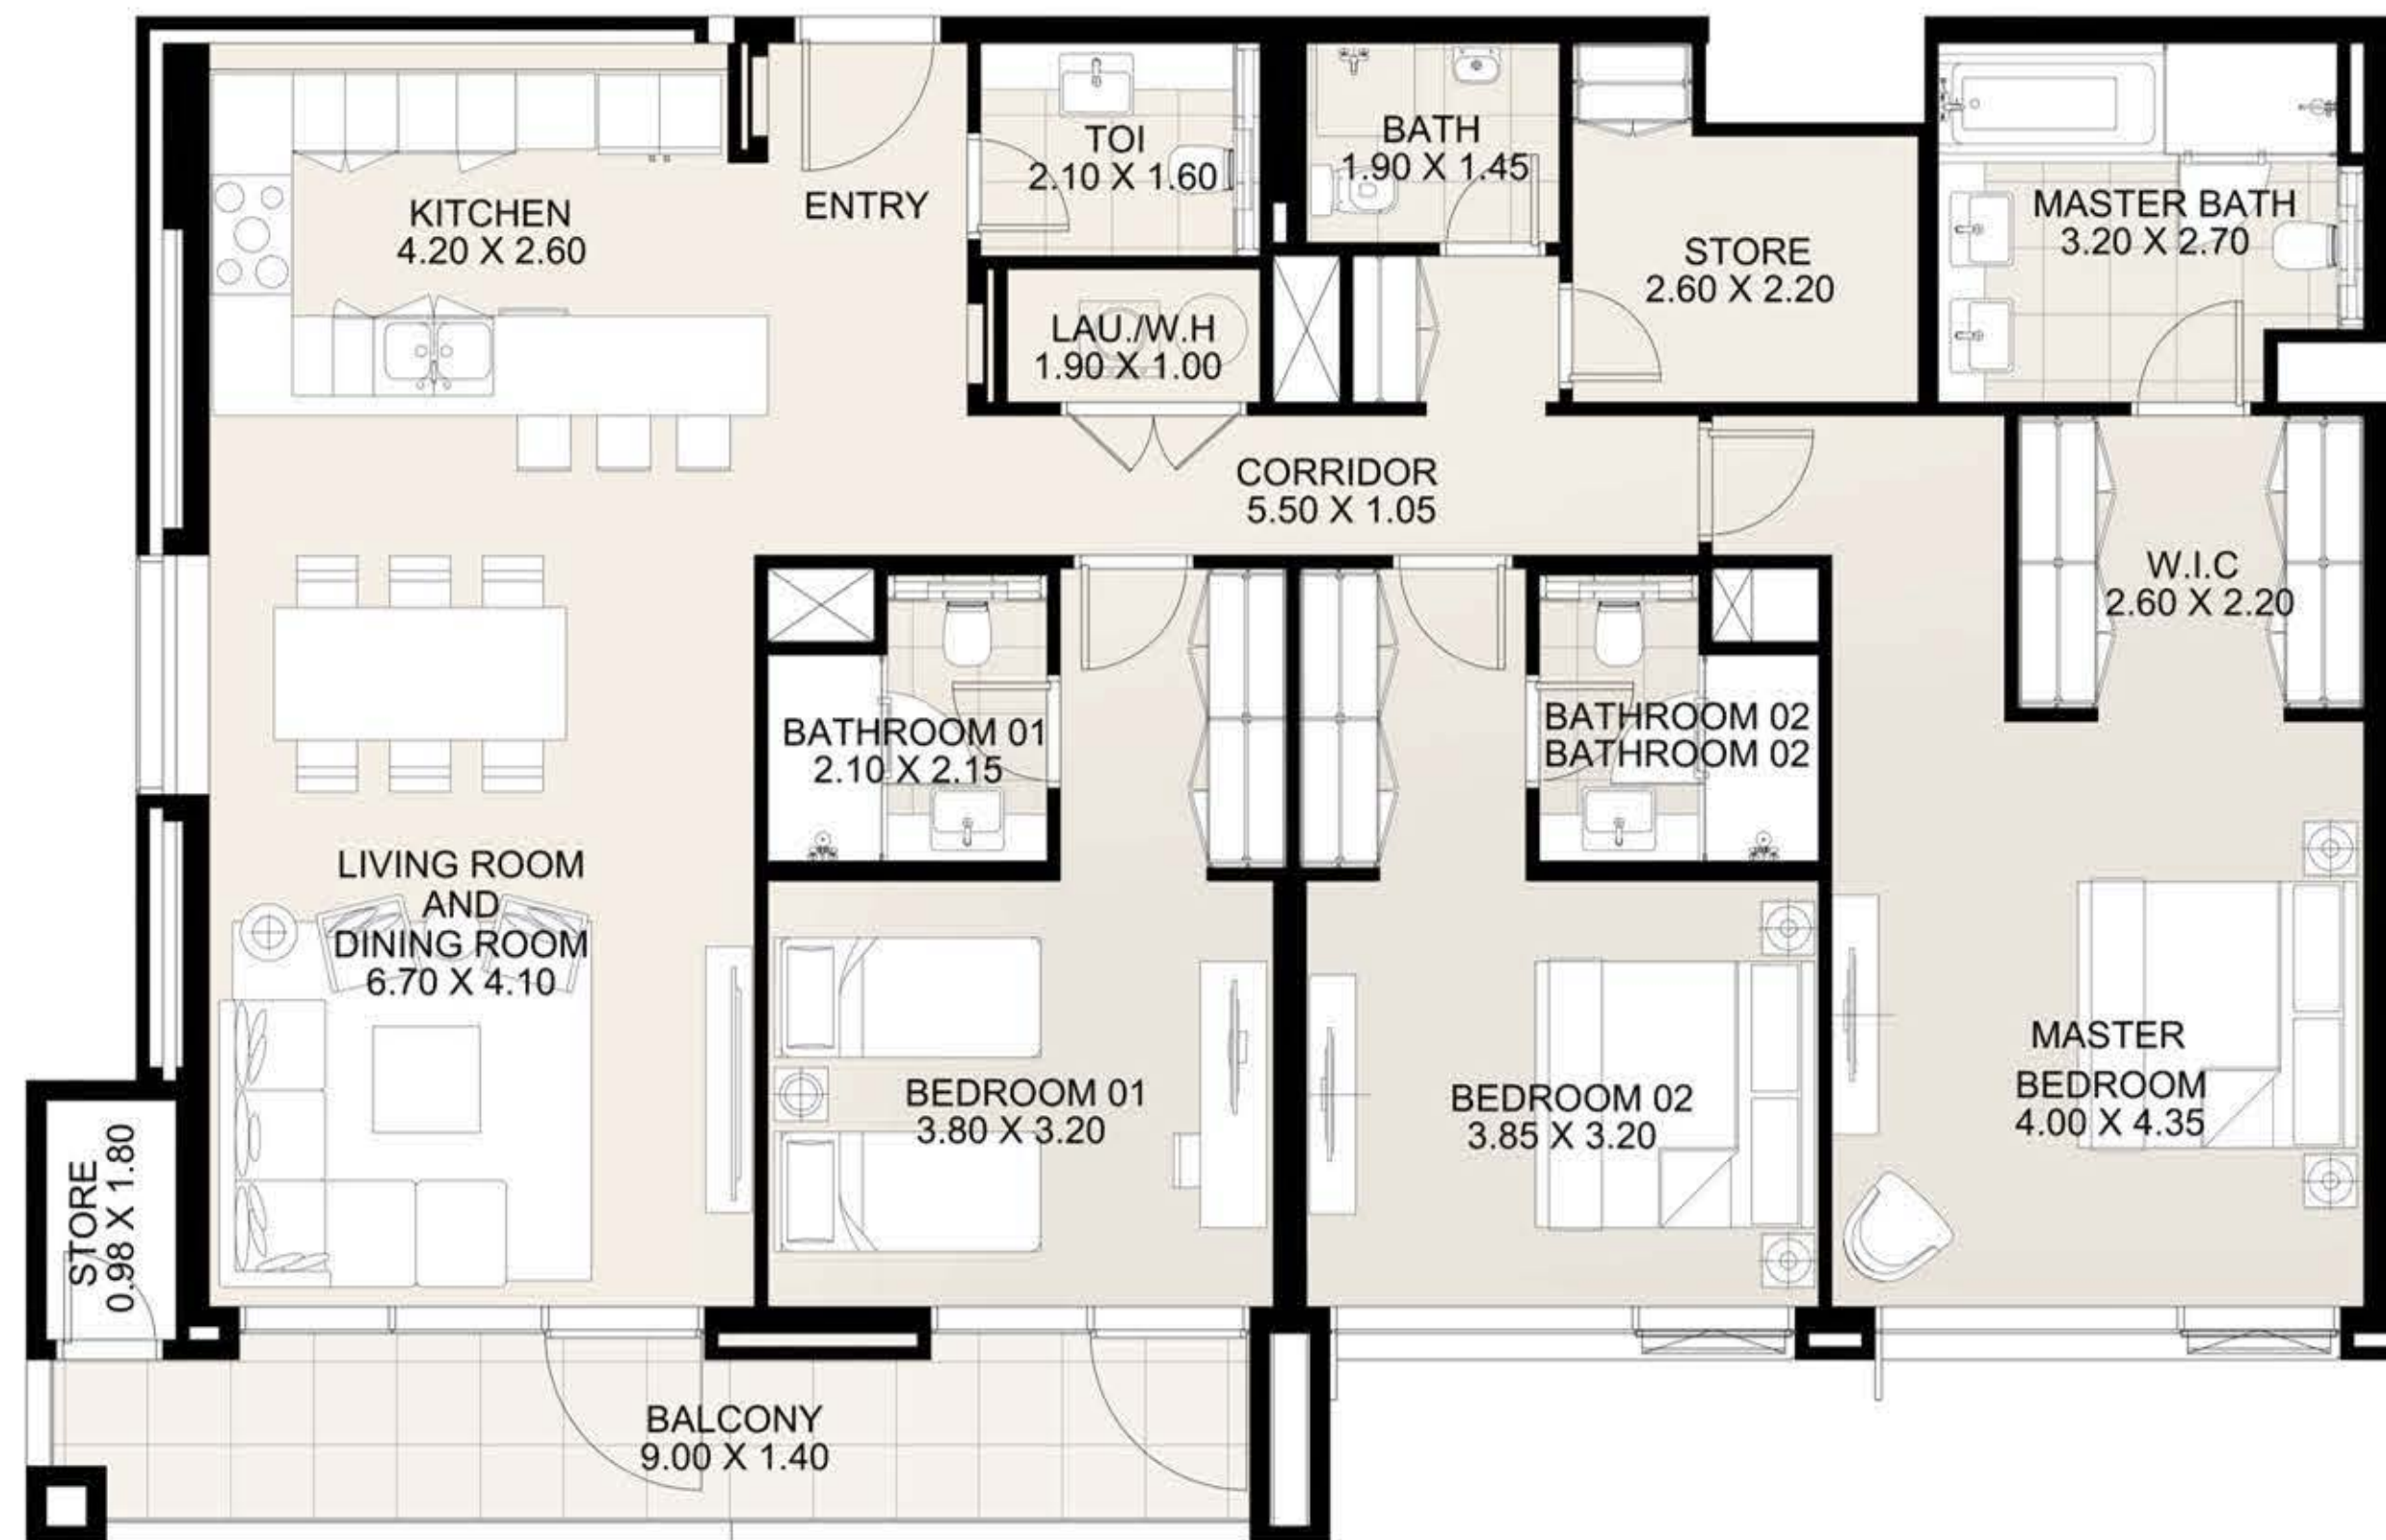 TOI
2.10 X 1.60
BATH
1.90 X 1.45
KITCHEN
4.20 X 2.60
ENTRY
STORE
2.60 X 2.20
MASTER BATH
3.20 X 2.70
LAU./W.H
1.90 X 1.00
CORRIDOR
5.50 X 1.05
W.I.C
2.60 X 2.20
BATHROOM 01
2.10 X 2.15
BATHROOM 02
BATHROOM 02
LIVING ROOM
AND
DINING ROOM
6.70 X 4.10
BEDROOM 01
3.80 X 3.20
BEDROOM 02
3.85 X 3.20
MASTER
BEDROOM
4.00 X 4.35
STORE
0.98 X 1.80
BALCONY
9.00 X 1.40